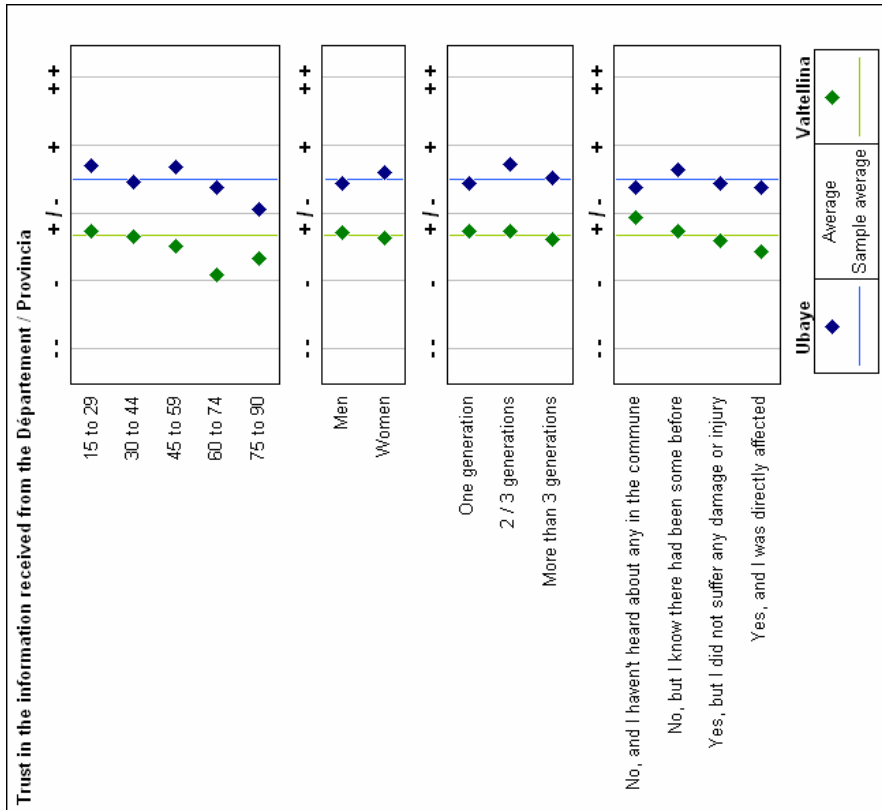 Trust in the information received from the Département / Provincia
- - - + / - + + +
15 to 29
30 to 44
45 to 59
60 to 74
75 to 90
- - - + / - + + +
Men
Women
- - - + / - + + +
One generation
2 / 3 generations
More than 3 generations
- - - + / - + + +
No, and I haven't heard about any in the commune
No, but I know there had been some before
Yes, but I did not suffer any damage or injury
Yes, and I was directly affected
Ubaye Valtellina
Average
Sample average